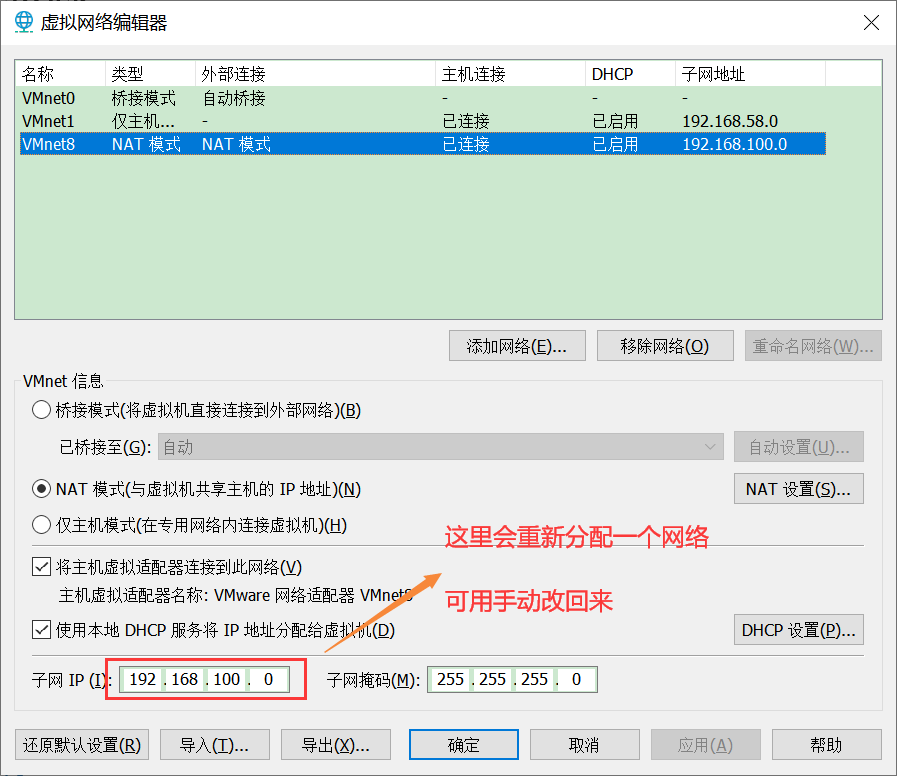 虚拟网络编辑器
名称 类型 外部连接 主机连接 DHCP 子网地址
VMnet0 桥接模式 自动桥接 - - -
VMnet1 仅主机... - 已连接 已启用 192.168.58.0
VMnet8 NAT 模式 NAT 模式 已连接 已启用 192.168.100.0
添加网络(E)... 移除网络(O) 重命名网络(W)...
VMnet 信息
桥接模式(将虚拟机直接连接到外部网络)(B)
已桥接至(G): 自动 自动设置(U)...
NAT 模式(与虚拟机共享主机的 IP 地址)(N) NAT 设置(S)...
仅主机模式(在专用网络内连接虚拟机)(H)
这里会重新分配一个网络
将主机虚拟适配器连接到此网络(V)
主机虚拟适配器名称: VMware 网络适配器 VMnet8
可用手动改回来
使用本地 DHCP 服务将 IP 地址分配给虚拟机(D) DHCP 设置(P)...
子网 IP (I): 192 . 168 . 100 . 0 子网掩码(M): 255 . 255 . 255 . 0
还原默认设置(R) 导入(T)... 导出(X)... 确定 取消 应用(A) 帮助